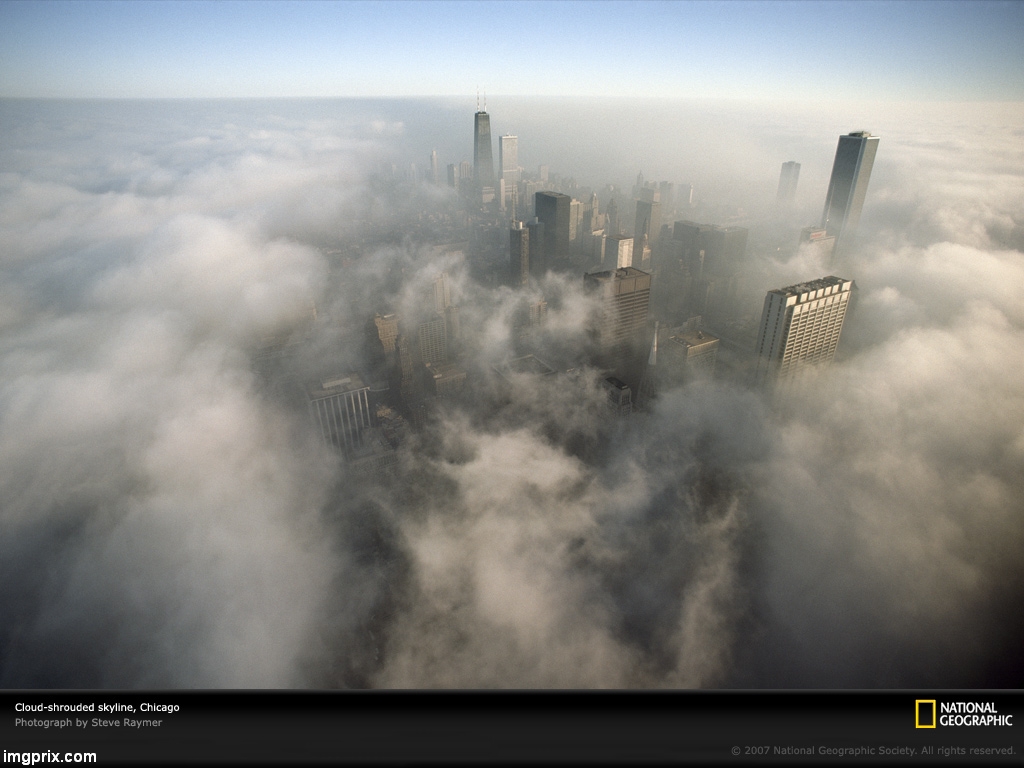 Cloud-shrouded skyline, Chicago
Photograph by Steve Raymer
NATIONAL
GEOGRAPHIC
© 2007 National Geographic Society. All rights reserved.
imgprix.com